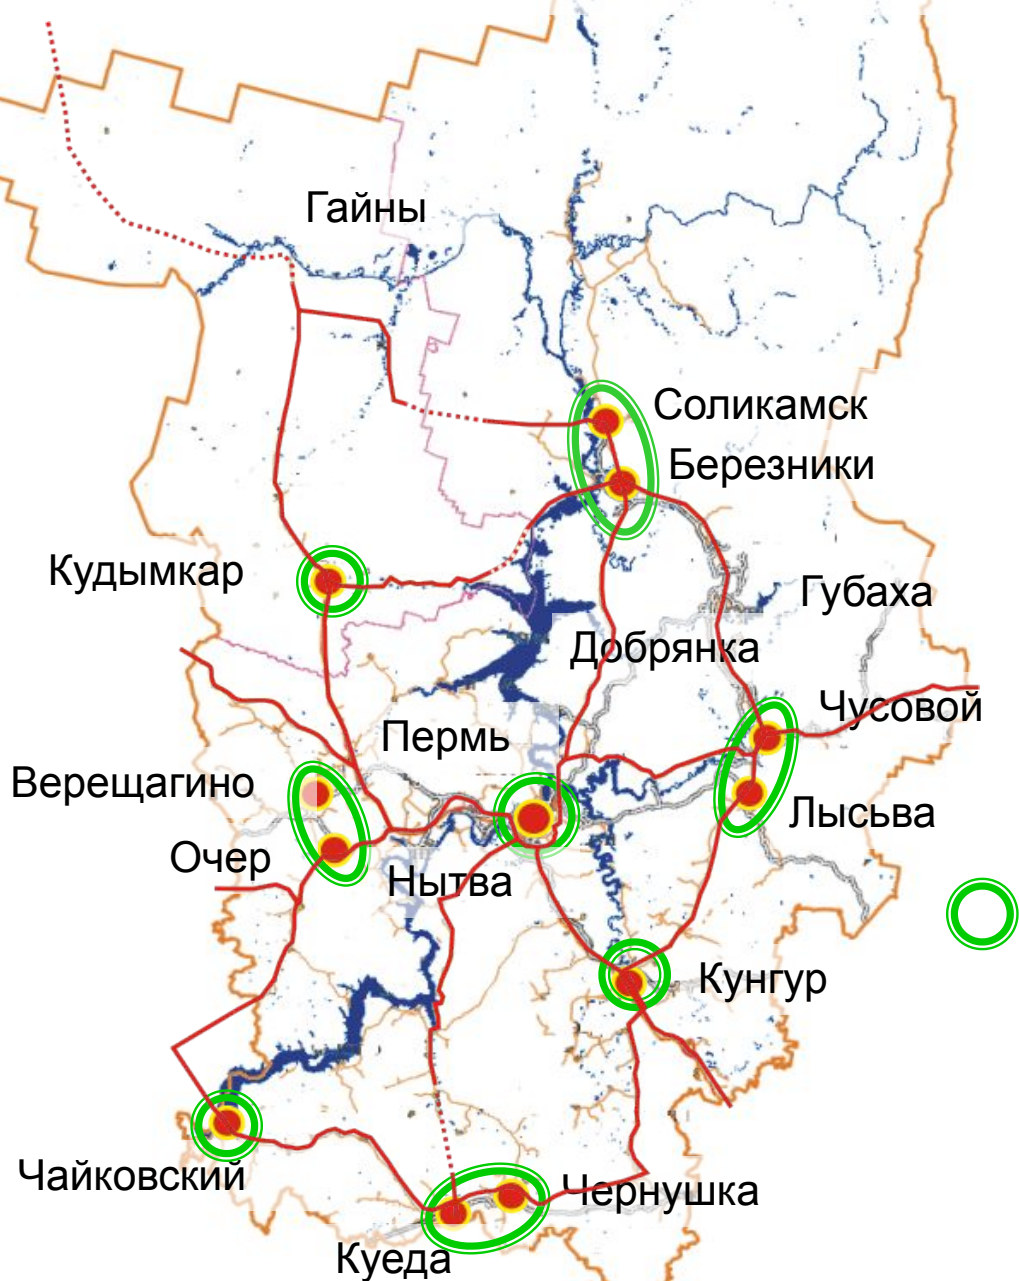 Гайны
Соликамск
Березники
Кудымкар
Губаха
Добрянка
Чусовой
Пермь
Верещагино
Лысьва
Очер
Нытва
Кунгур
Чайковский
Чернушка
Куеда